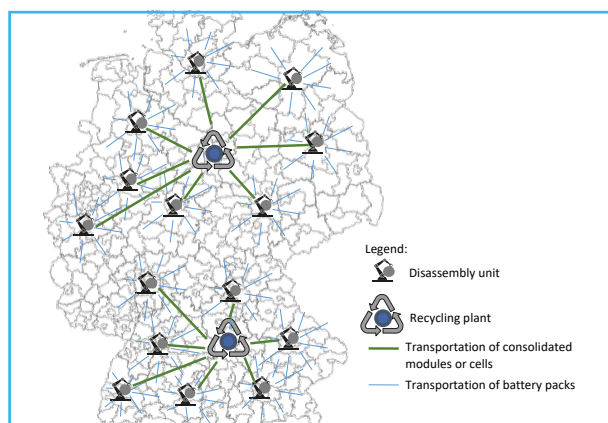 Legend:
Disassembly unit
Recycling plant
Transportation of consolidated
modules or cells
Transportation of battery packs